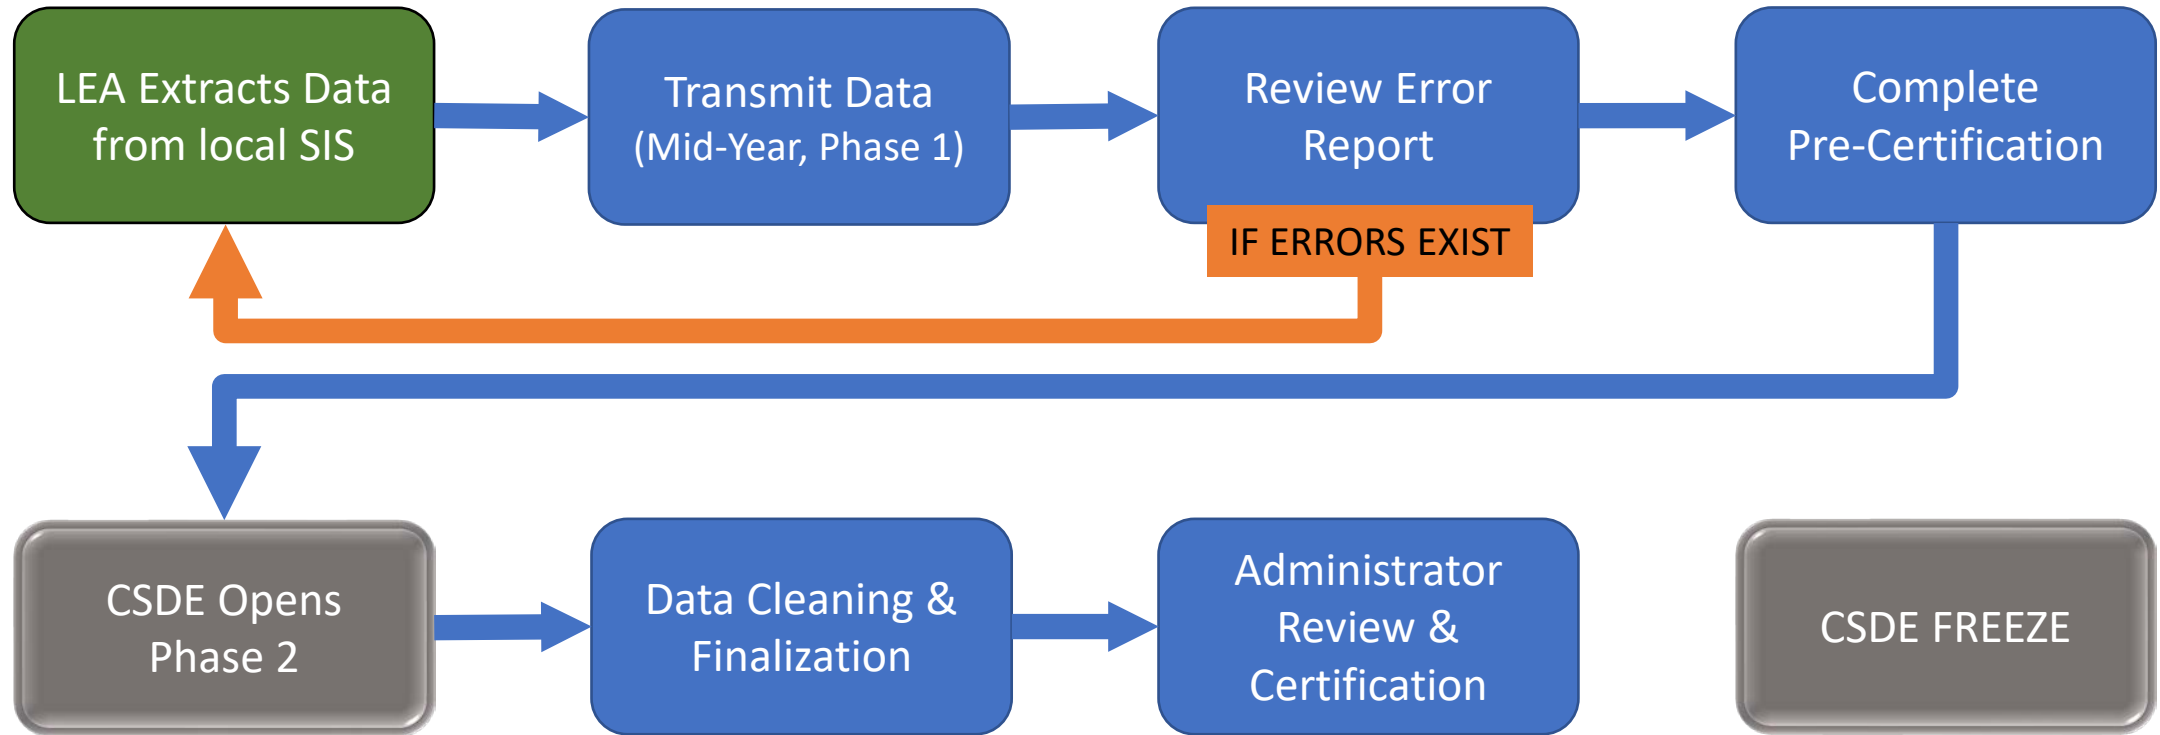 LEA Extracts Data
from local SIS
Transmit Data
(Mid-Year, Phase 1)
Review Error
Report
IF ERRORS EXIST
Complete
Pre-Certification
CSDE Opens
Phase 2
Data Cleaning &
Finalization
Administrator
Review &
Certification
CSDE FREEZE